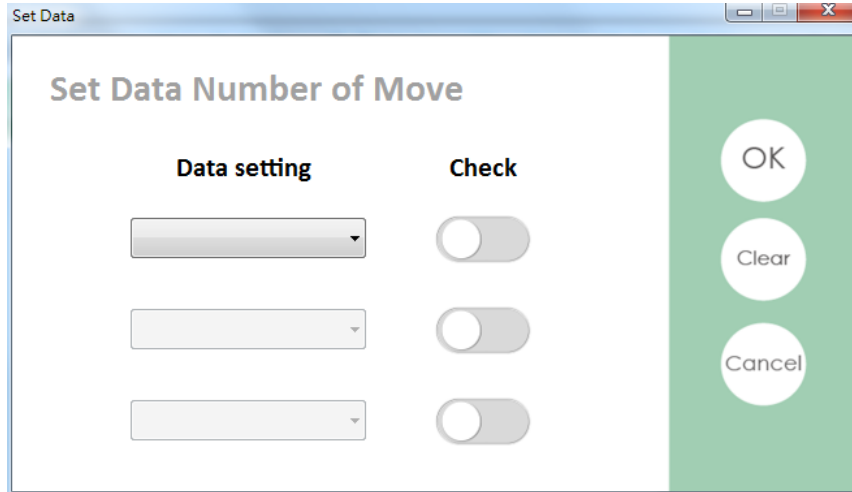 Set Data
Set Data Number of Move
Data setting Check
OK
Clear
Cancel